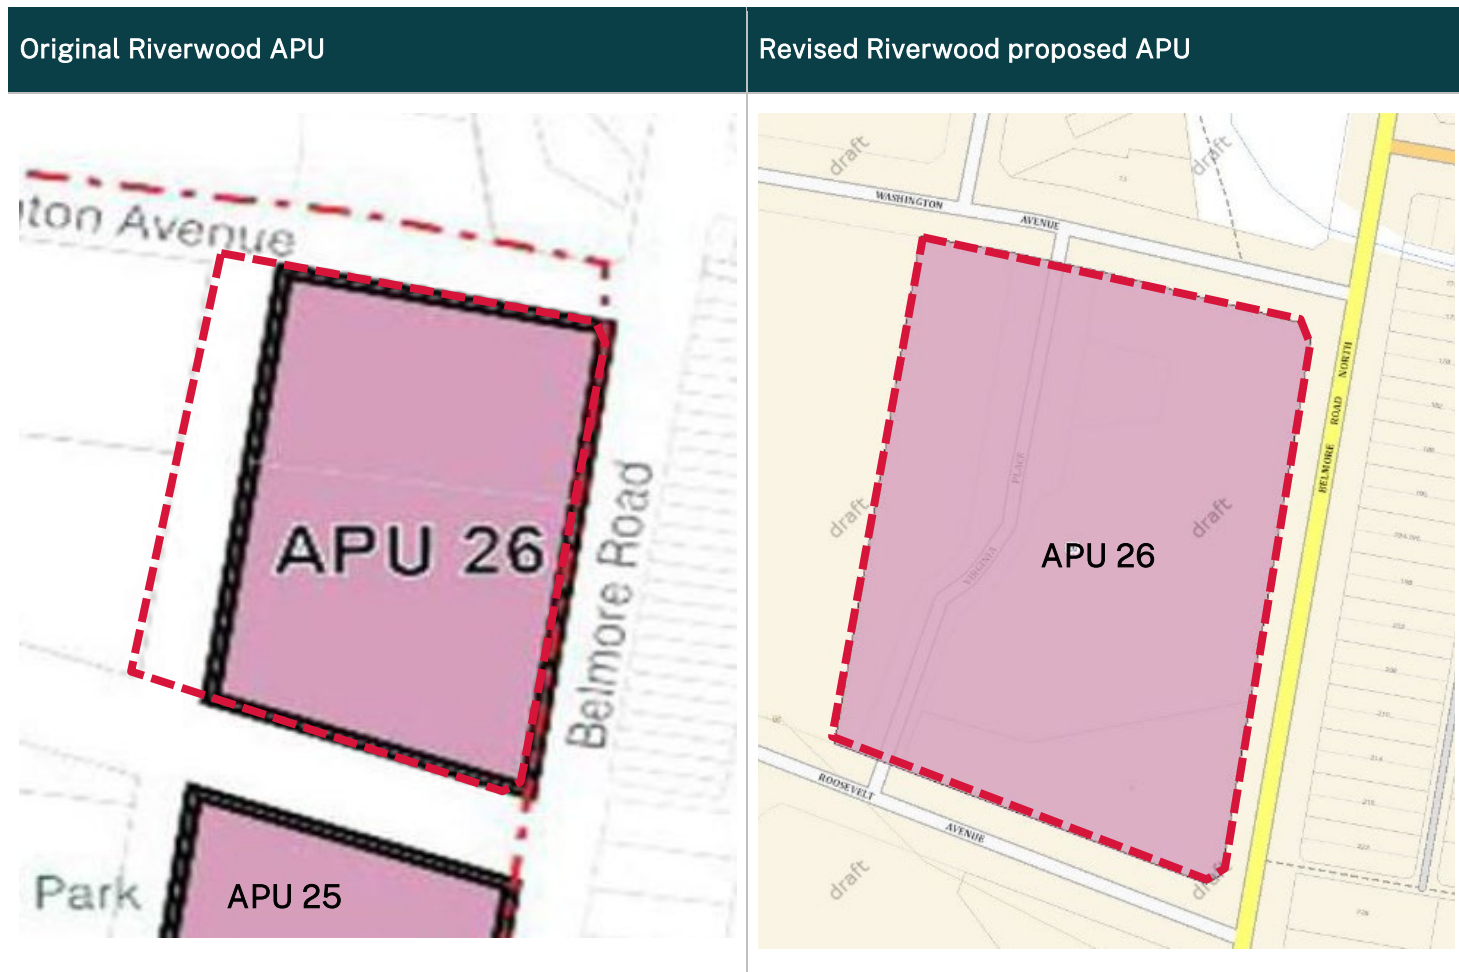 Original Riverwood APU
Revised Riverwood proposed APU
ton Avenue
APU 26
Belmore Road
Park
APU 25
draft
draft
WASHINGTON
AVENUE
NORTH
ROAD
BELMORE
PLACE
VIRGINIA
draft
draft
APU 26
ROOSEVELT
AVENUE
draft
draft